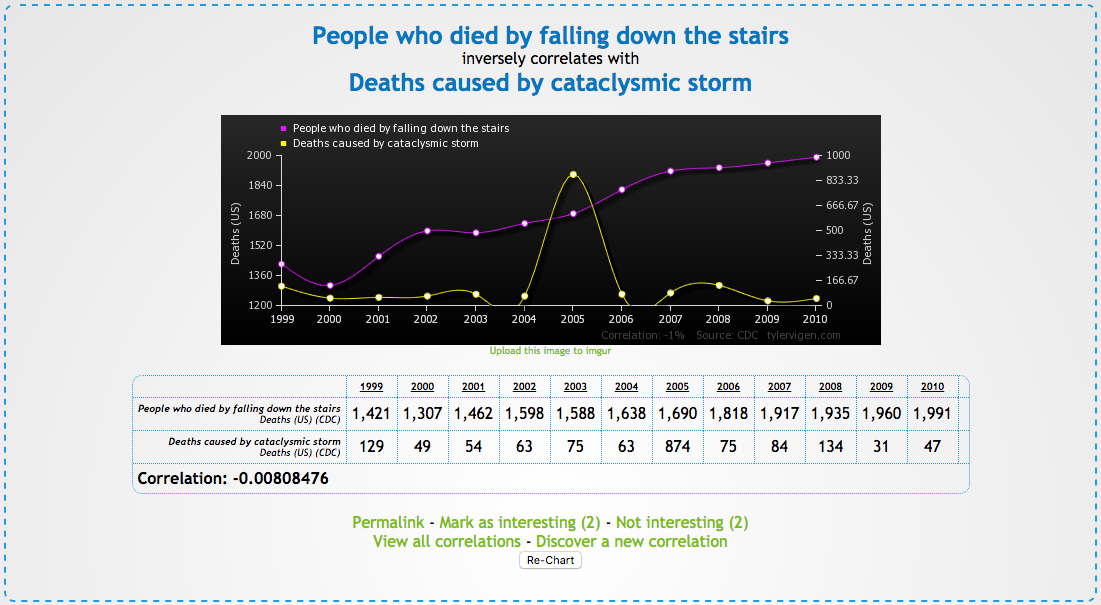 People who died by falling down the stairs
inversely correlates with
Deaths caused by cataclysmic storm
People who died by falling down the stairs
Deaths caused by cataclysmic storm
2000 1000
1840 833.33
1680 666.67
1520 500
1360 333.33
166.67
1200 0
Deaths (US) Deaths (US)
1999 2000 2001 2002 2003 2004 2005 2006 2007 2008 2009 2010
Correlation: -1% Source: CDC tylervigen.com
Upload this image to imgur
1999 2000 2001 2002 2003 2004 2005 2006 2007 2008 2009 2010
People who died by falling down the stairs
Deaths (US) (CDC)
1,421 1,307 1,462 1,598 1,588 1,638 1,690 1,818 1,917 1,935 1,960 1,991
Deaths caused by cataclysmic storm
Deaths (US) (CDC)
129 49 54 63 75 63 874 75 84 134 31 47
Correlation: -0.00808476
Permalink - Mark as interesting (2) - Not interesting (2)
View all correlations - Discover a new correlation
Re-Chart